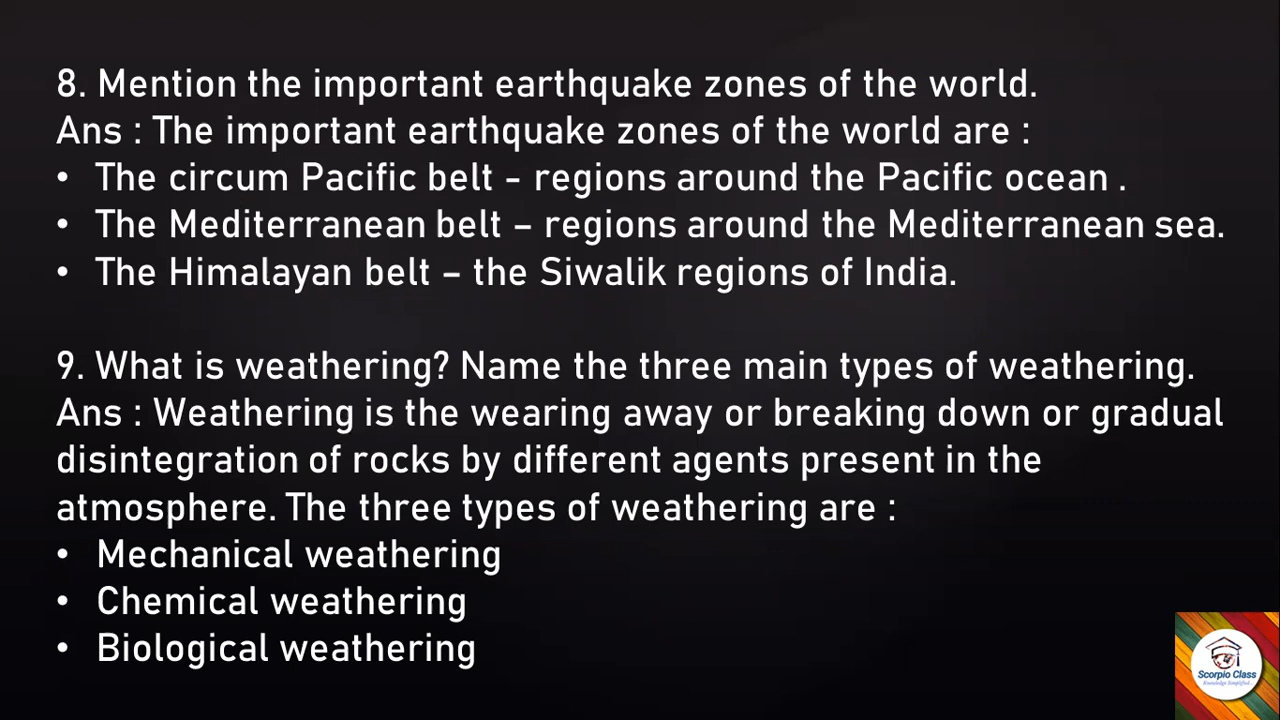 8. Mention the important earthquake zones of the world.
Ans : The important earthquake zones of the world are :
• The circum Pacific belt - regions around the Pacific ocean .
• The Mediterranean belt – regions around the Mediterranean sea.
• The Himalayan belt – the Siwalik regions of India.
9. What is weathering? Name the three main types of weathering.
Ans : Weathering is the wearing away or breaking down or gradual
disintegration of rocks by different agents present in the
atmosphere. The three types of weathering are :
• Mechanical weathering
• Chemical weathering
• Biological weathering
Scorpio Class
Knowledge Simplified...